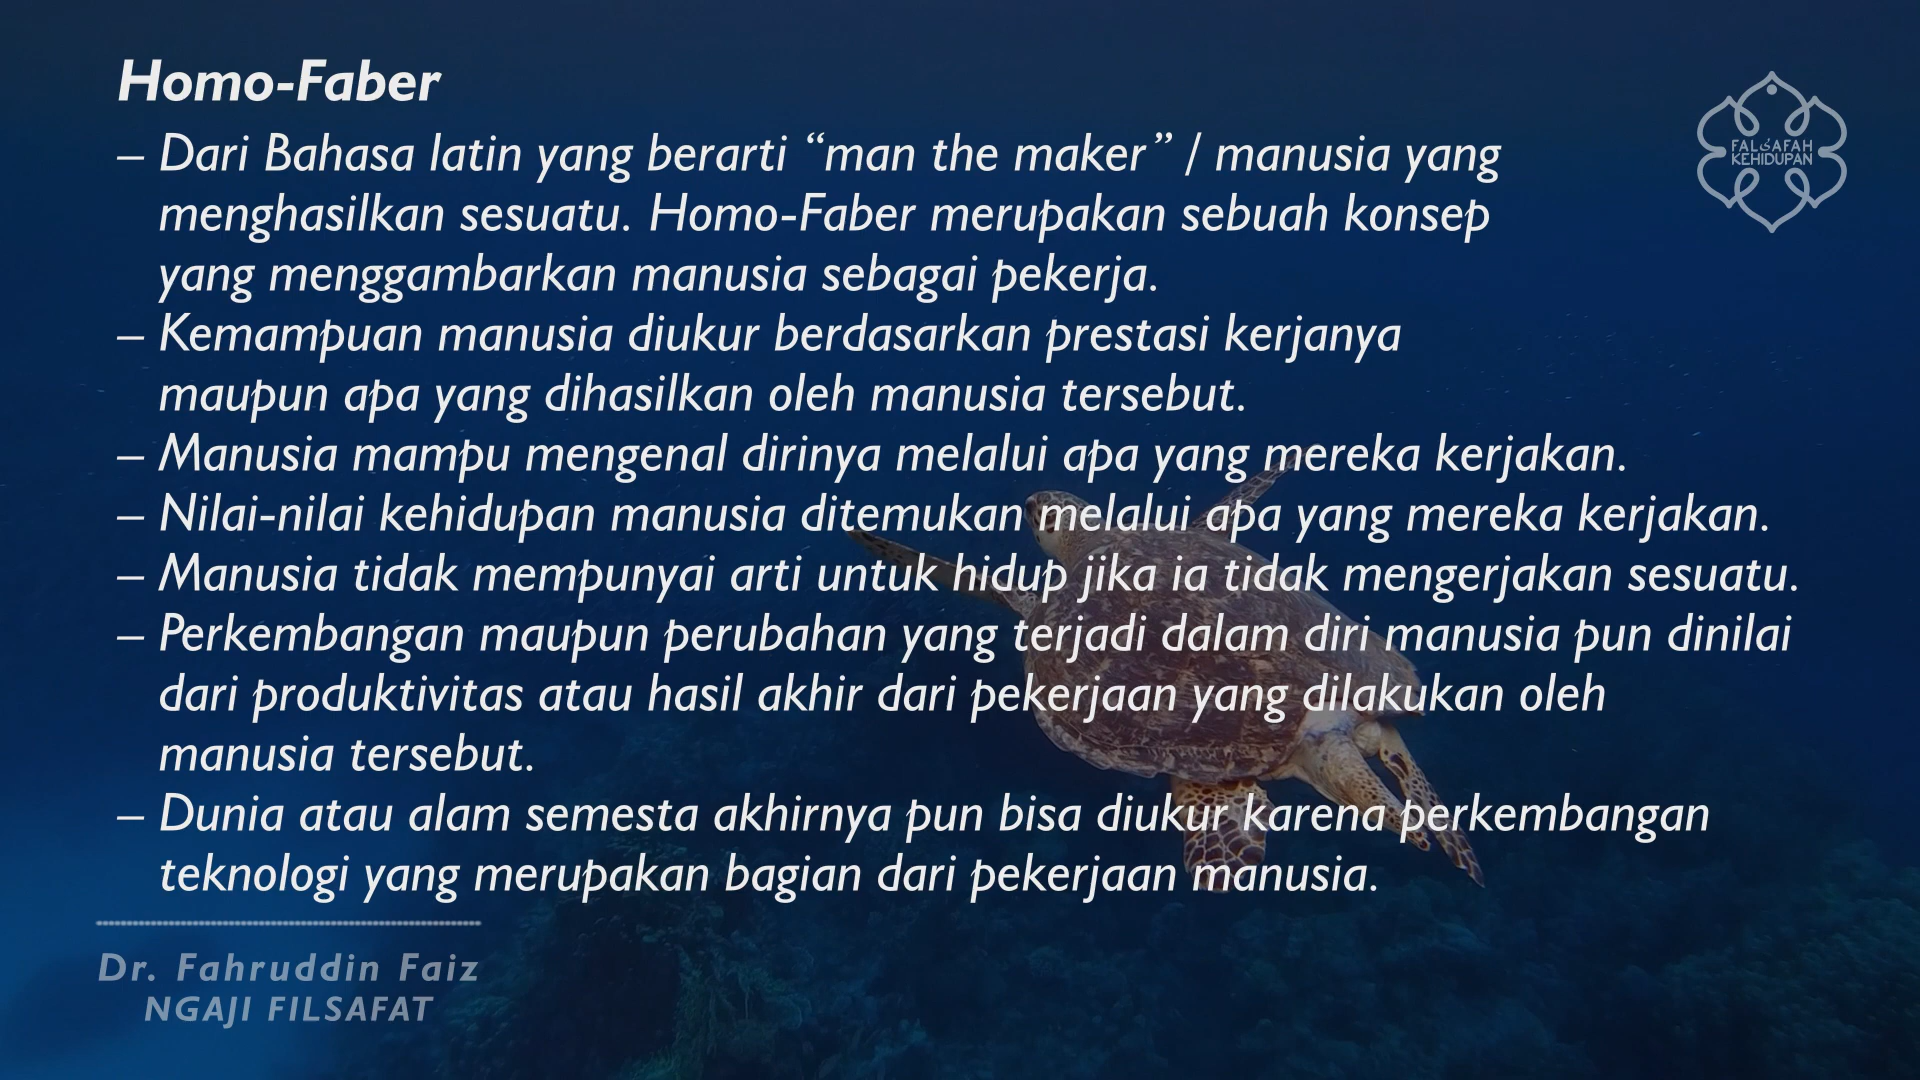 Homo-Faber
– Dari Bahasa latin yang berarti “man the maker” / manusia yang
menghasilkan sesuatu. Homo-Faber merupakan sebuah konsep
yang menggambarkan manusia sebagai pekerja.
– Kemampuan manusia diukur berdasarkan prestasi kerjanya
maupun apa yang dihasilkan oleh manusia tersebut.
– Manusia mampu mengenal dirinya melalui apa yang mereka kerjakan.
– Nilai-nilai kehidupan manusia ditemukan melalui apa yang mereka kerjakan.
– Manusia tidak mempunyai arti untuk hidup jika ia tidak mengerjakan sesuatu.
– Perkembangan maupun perubahan yang terjadi dalam diri manusia pun dinilai
dari produktivitas atau hasil akhir dari pekerjaan yang dilakukan oleh
manusia tersebut.
– Dunia atau alam semesta akhirnya pun bisa diukur karena perkembangan
teknologi yang merupakan bagian dari pekerjaan manusia.
Dr. Fahruddin Faiz
NGAJI FILSAFAT
FALSAFAH
KEHIDUPAN